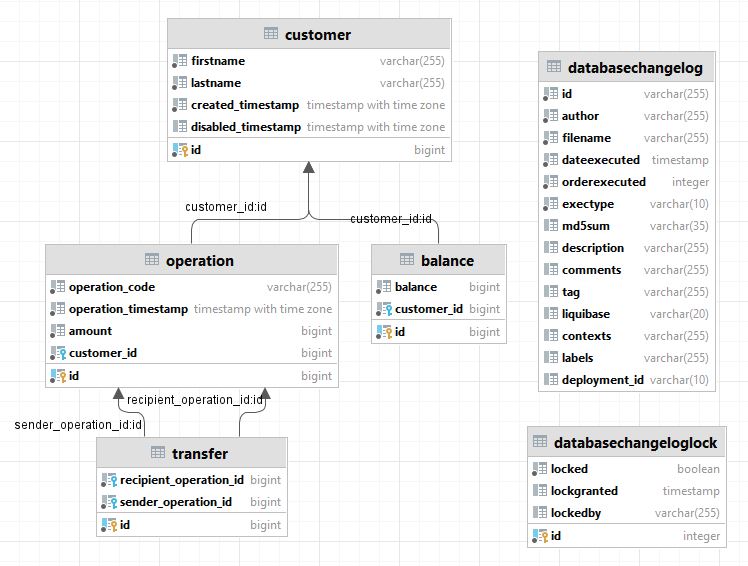 customer
firstname varchar(255)
lastname varchar(255)
created_timestamp timestamp with time zone
disabled_timestamp timestamp with time zone
id bigint
customer_id:id
customer_id:id
operation
operation_code varchar(255)
operation_timestamp timestamp with time zone
amount bigint
customer_id bigint
id bigint
balance
balance bigint
customer_id bigint
id bigint
recipient_operation_id:id
sender_operation_id:id
transfer
recipient_operation_id bigint
sender_operation_id bigint
id bigint
databasechangelog
id varchar(255)
author varchar(255)
filename varchar(255)
dateexecuted timestamp
orderexecuted integer
exectype varchar(10)
md5sum varchar(35)
description varchar(255)
comments varchar(255)
tag varchar(255)
liquibase varchar(20)
contexts varchar(255)
labels varchar(255)
deployment_id varchar(10)
databasechangeloglock
locked boolean
lockgranted timestamp
lockedby varchar(255)
id integer